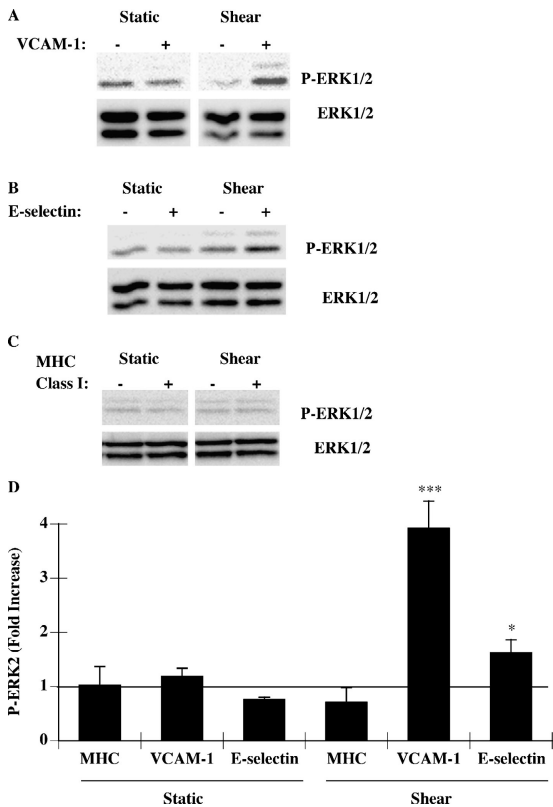 A
Static Shear
VCAM-1: - + - +
P-ERK1/2
ERK1/2
B
Static Shear
E-selectin: - + - +
P-ERK1/2
ERK1/2
C
MHC Static Shear
Class I: - + - +
P-ERK1/2
ERK1/2
D
P-ERK2 (Fold Increase)
***
4
3
2
*
1
0
MHC VCAM-1 E-selectin MHC VCAM-1 E-selectin
Static Shear